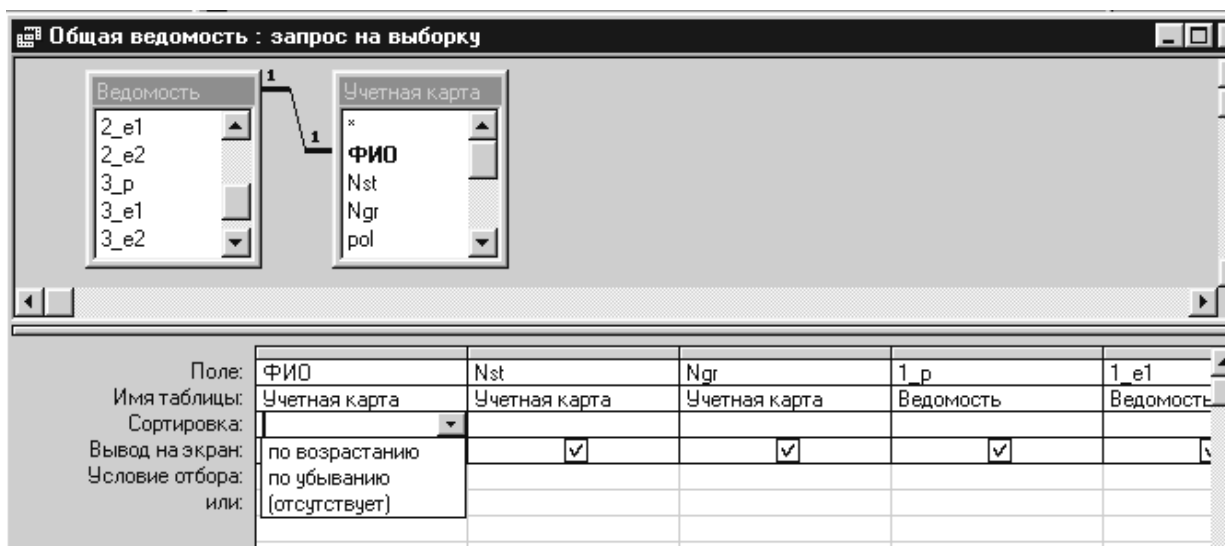 Общая ведомость : запрос на выборку
Ведомость
2_e1
2_e2
3_p
3_e1
3_e2
1
1
Учетная карта
*
ФИО
Nst
Ngr
pol
Поле: ФИО Nst Ngr 1_p 1_e1
Имя таблицы: Учетная карта Учетная карта Учетная карта Ведомость Ведомость
Сортировка:
Вывод на экран: по возрастанию
Условие отбора: по убыванию
или: (отсутствует)